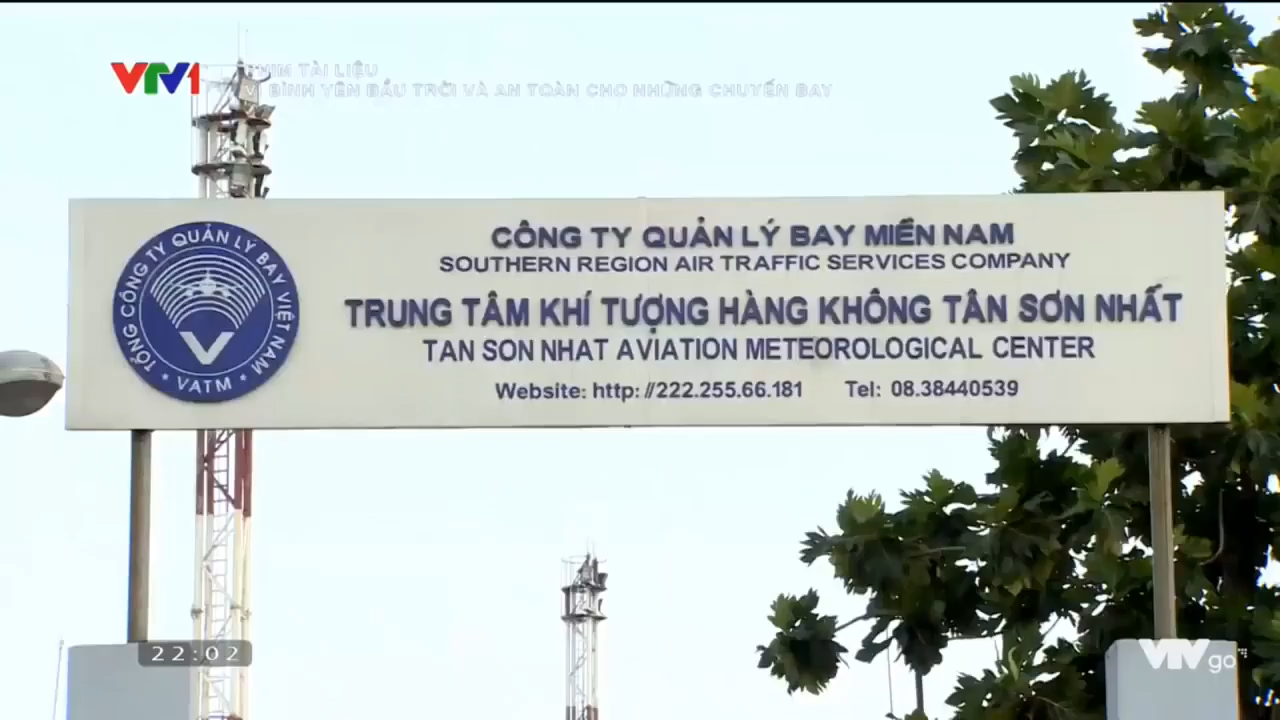 VTV1
PHIM TÀI LIỆU
VÌ BÌNH YÊN BẦU TRỜI VÀ AN TOÀN CHO NHỮNG CHUYẾN BAY
TỔNG CÔNG TY QUẢN LÝ BAY VIỆT NAM
* VATM *
CÔNG TY QUẢN LÝ BAY MIỀN NAM
SOUTHERN REGION AIR TRAFFIC SERVICES COMPANY
TRUNG TÂM KHÍ TƯỢNG HÀNG KHÔNG TÂN SƠN NHẤT
TAN SON NHAT AVIATION METEOROLOGICAL CENTER
Website: http://222.255.66.181 Tel: 08.38440539
22:02
VTVgo